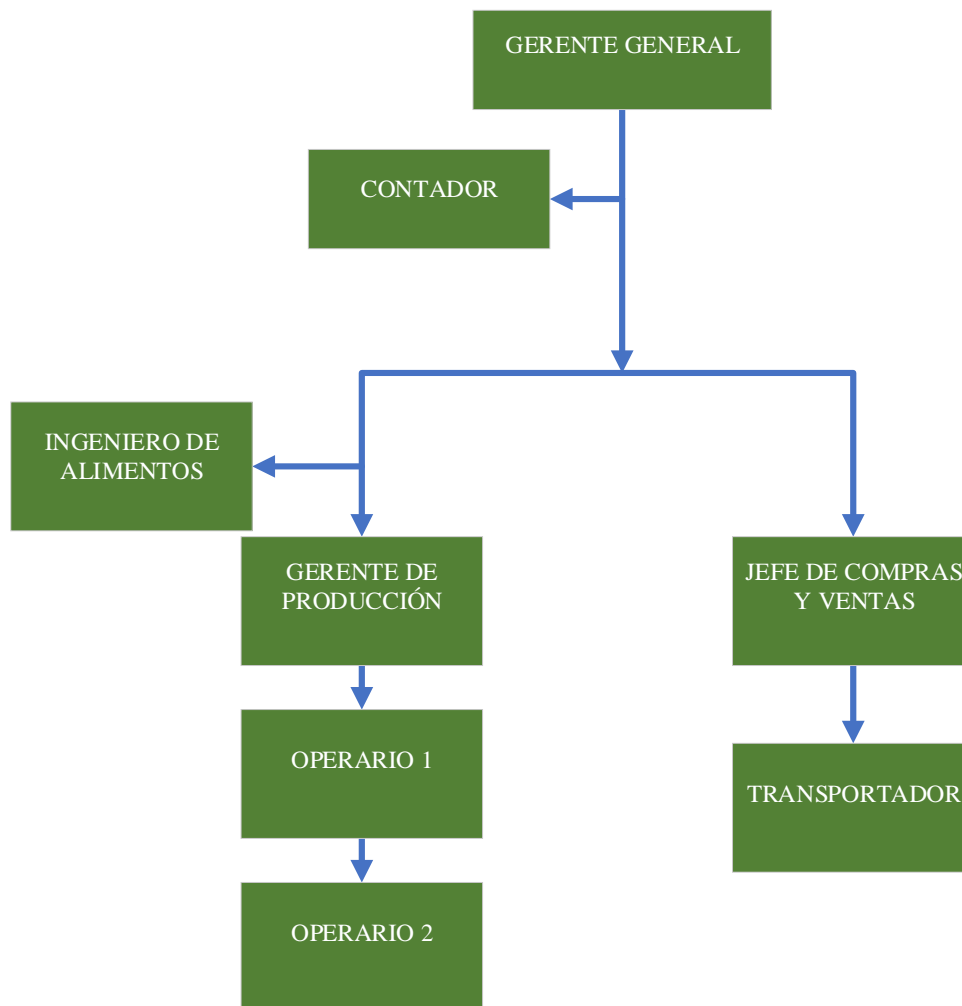 GERENTE GENERAL
CONTADOR
INGENIERO DE
ALIMENTOS
GERENTE DE
PRODUCCIÓN
JEFE DE COMPRAS
Y VENTAS
OPERARIO 1
TRANSPORTADOR
OPERARIO 2